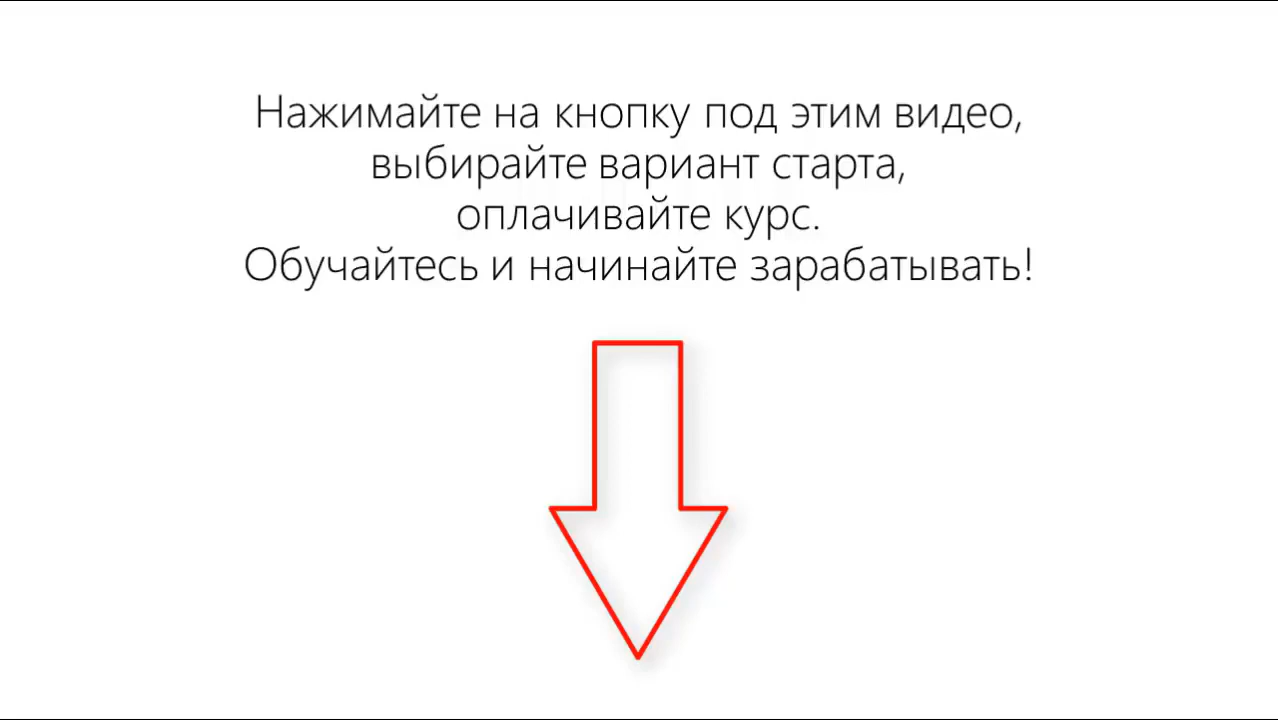 Нажимайте на кнопку под этим видео,
выбирайте вариант старта,
оплачивайте курс.
Обучайтесь и начинайте зарабатывать!